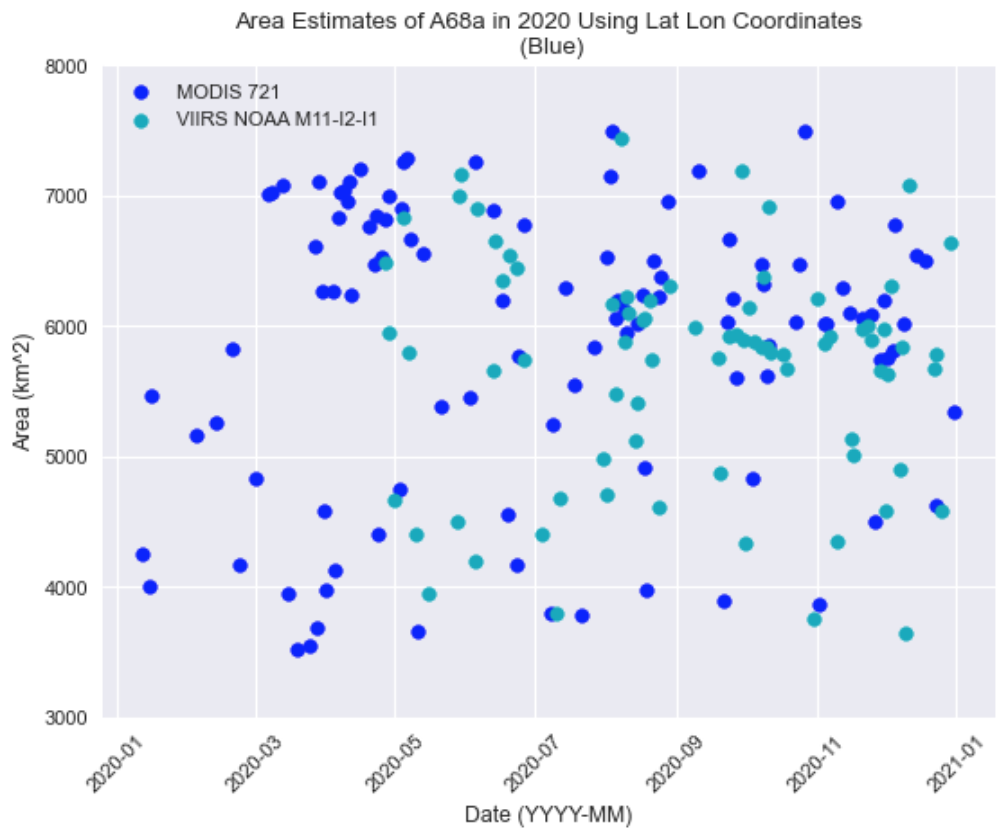 Area Estimates of A68a in 2020 Using Lat Lon Coordinates
(Blue)
8000
MODIS 721
VIIRS NOAA M11-I2-I1
7000
6000
5000
4000
3000
Area (km^2)
2020-01
2020-03
2020-05
2020-07
2020-09
2020-11
2021-01
Date (YYYY-MM)